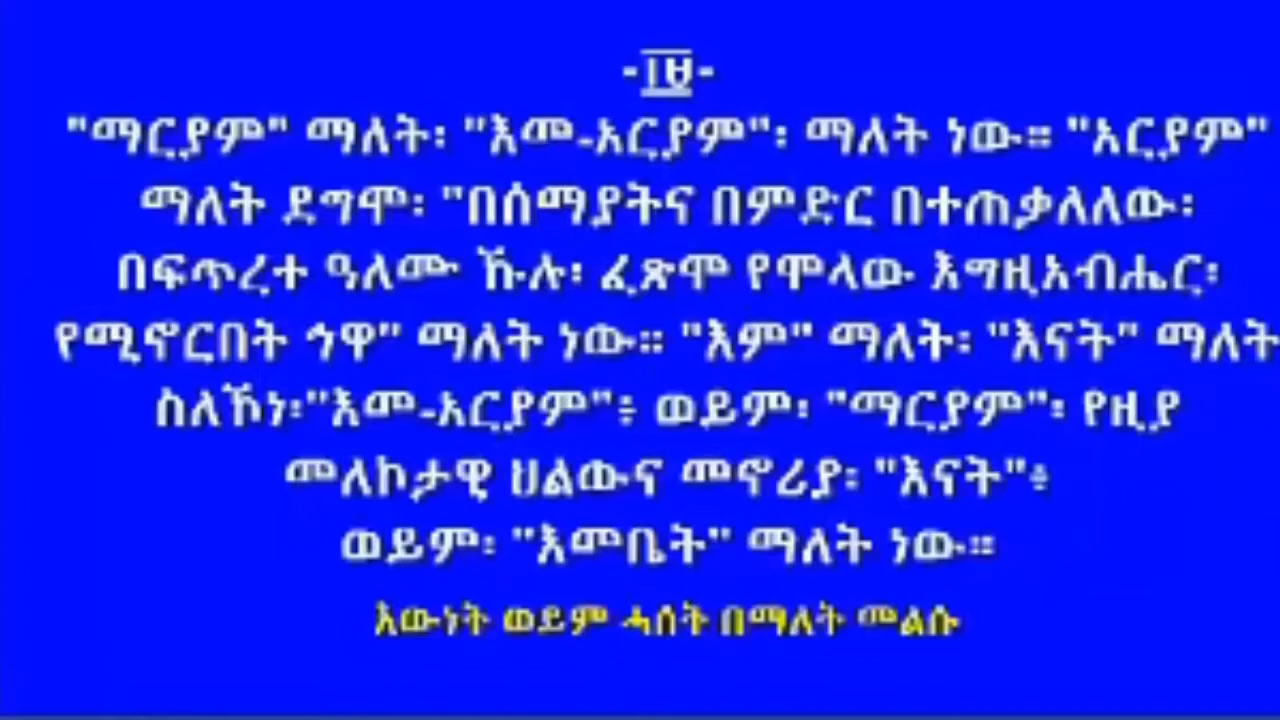 -፲፱-
"ማርያም" ማለት፡ "እመ-አርያም"፡ ማለት ነው። "አርያም"
ማለት ደግሞ፡ "በሰማያትና በምድር በተጠቃለለው፡
በፍጥረተ ዓለሙ ኹሉ፡ ፈጽሞ የሞላው እግዚአብሔር፡
የሚኖርበት ኅዋ" ማለት ነው። "እም" ማለት፡ "እናት" ማለት
ስለኾነ፡"እመ-አርያም"፥ ወይም፡ "ማርያም"፡ የዚያ
መለኮታዊ ህልውና መኖሪያ፡ "እናት"፥
ወይም፡ "እመቤት" ማለት ነው።
እውነት ወይም ሓሰት በማለት መልሱ